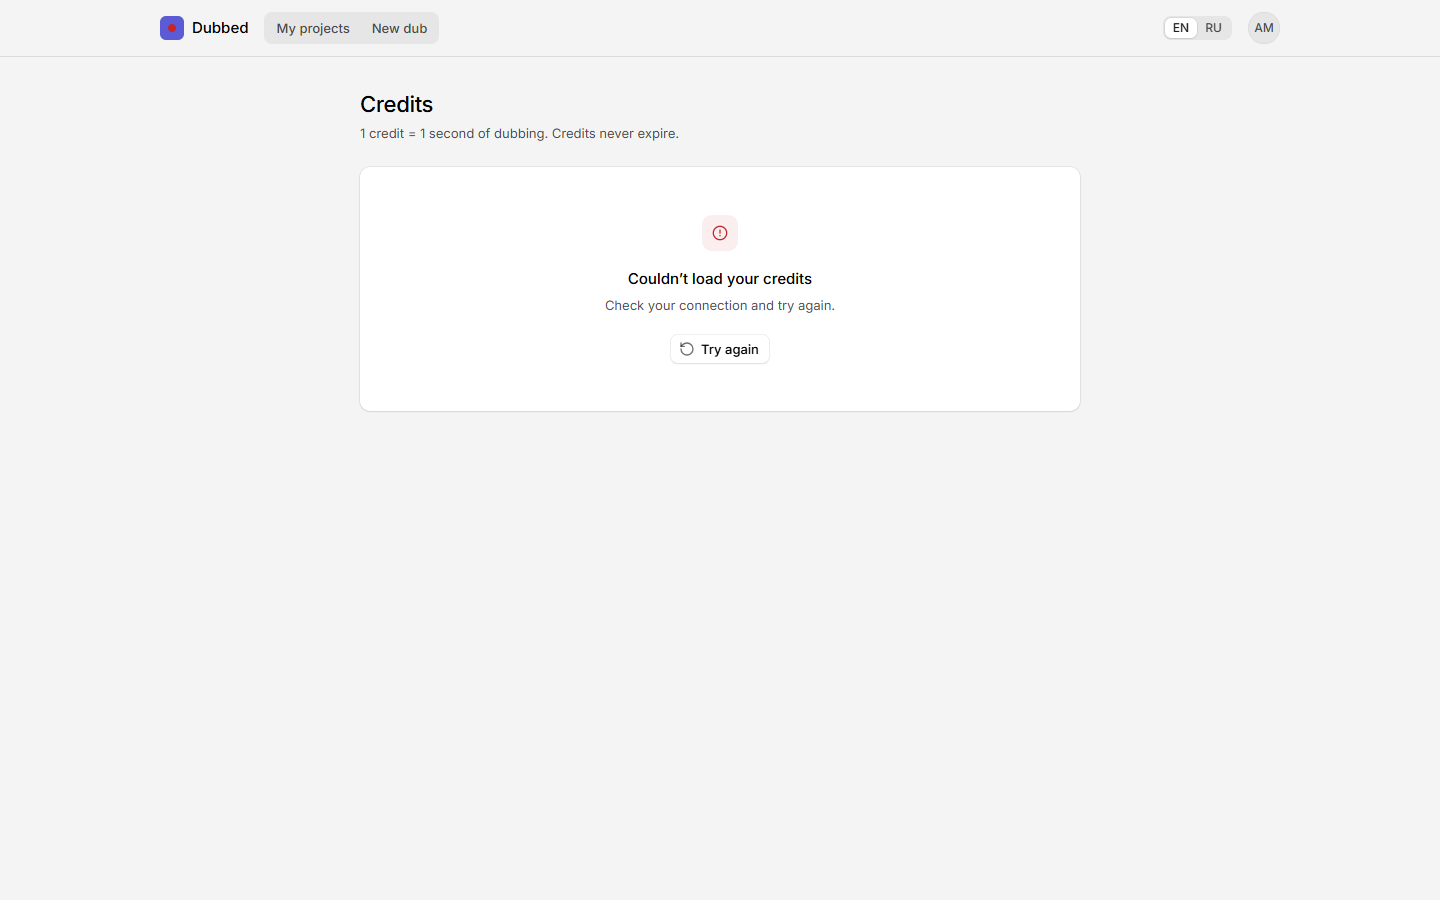 Dubbed
My projects
New dub
EN
RU
AM
Credits
1 credit = 1 second of dubbing. Credits never expire.
Couldn’t load your credits
Check your connection and try again.
Try again